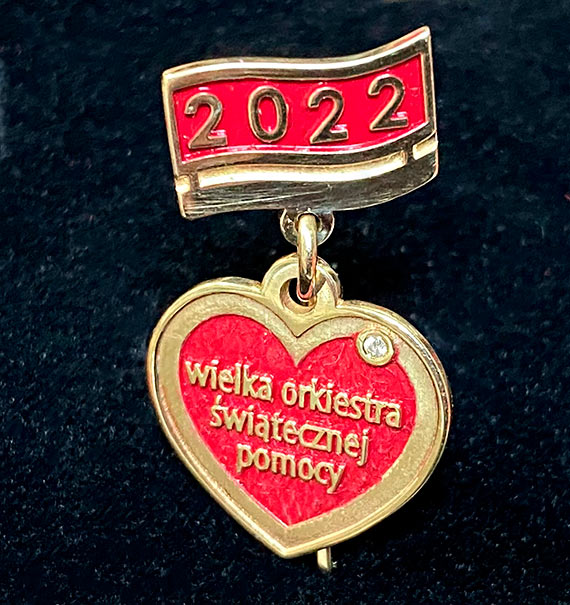 2022
wielka orkiestra
świątecznej
pomocy